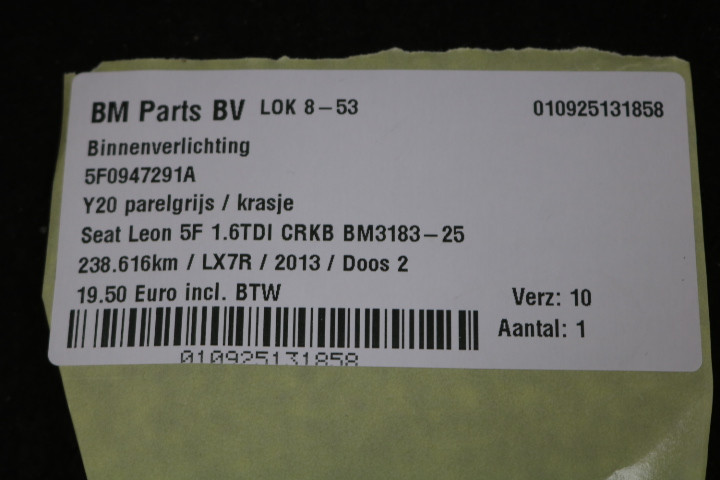 BM Parts BV LOK 8-53 010925131858
Binnenverlichting
5F0947291A
Y20 parelgrijs / krasje
Seat Leon 5F 1.6TDI CRKB BM3183-25
238.616km / LX7R / 2013 / Doos 2
19.50 Euro incl. BTW Verz: 10
Aantal: 1
010925131858